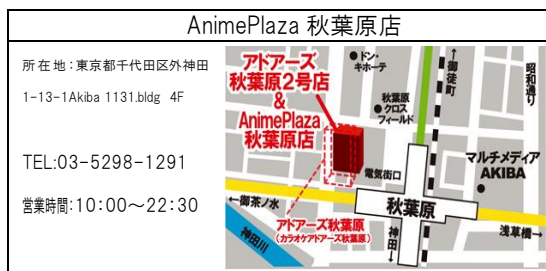 AnimePlaza 秋葉原店
所在地:東京都千代田区外神田
1-13-1Akiba 1131.bldg 4F
TEL:03-5298-1291
営業時間:10:00～22:30
アドアーズ
秋葉原2号店
&
AnimePlaza
秋葉原店
ドン・
キホーテ
←御徒町
昭和通り
秋葉原
クロス
フィールド
電気街口
マルチメディア
AKIBA
←御茶ノ水
秋葉原
アドアーズ秋葉原
(カラオケアドアーズ秋葉原)
神田川
神田→
浅草橋→